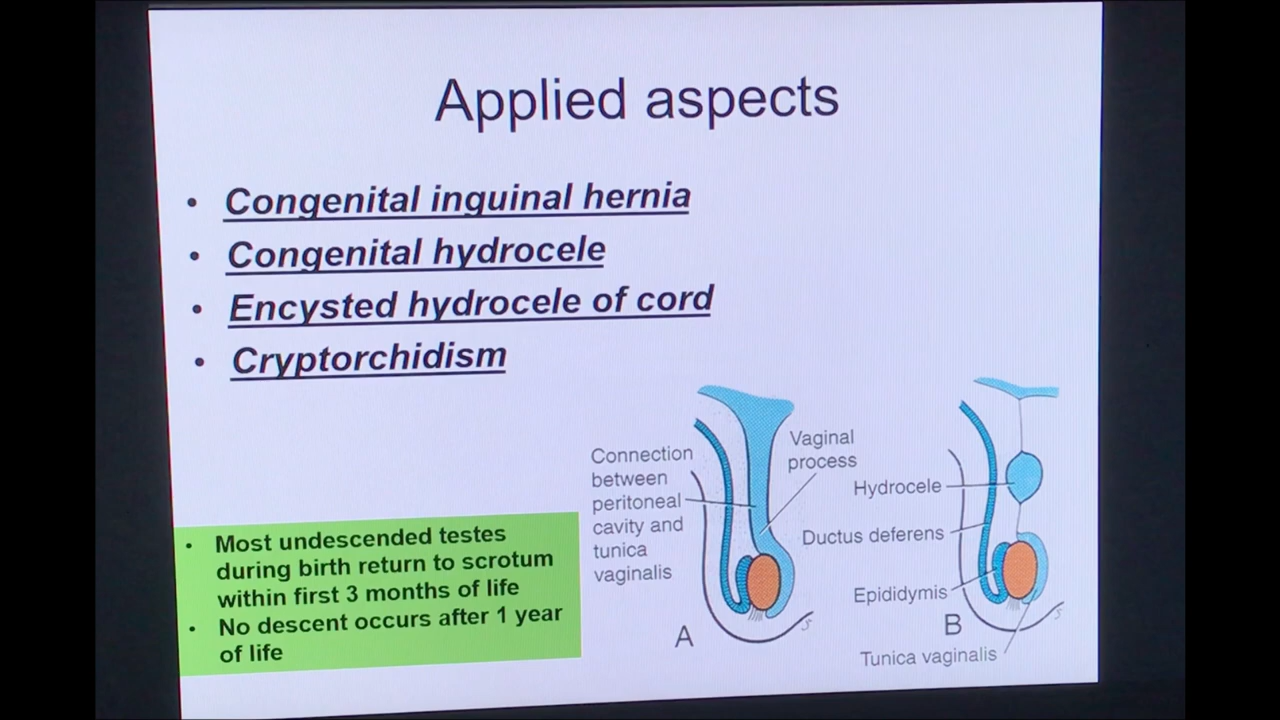 Applied aspects
• Congenital inguinal hernia
• Congenital hydrocele
• Encysted hydrocele of cord
• Cryptorchidism
• Most undescended testes
during birth return to scrotum
within first 3 months of life
• No descent occurs after 1 year
of life
Connection
between
peritoneal
cavity and
tunica
vaginalis
Vaginal
process
A
Hydrocele
Ductus deferens
Epididymis
B
Tunica vaginalis